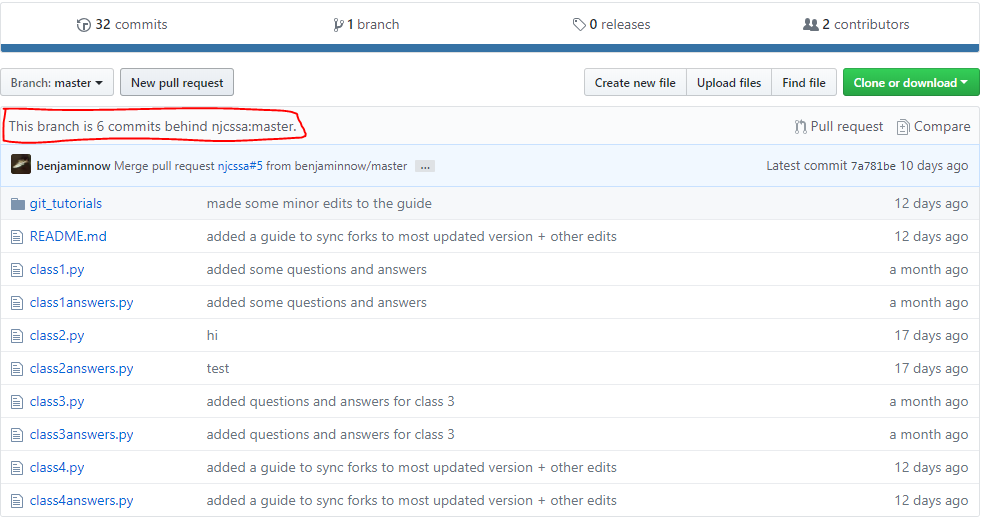 32 commits 1 branch 0 releases 2 contributors
Branch: master New pull request Create new file Upload files Find file Clone or download
This branch is 6 commits behind njcssa:master. Pull request Compare
benjaminnow Merge pull request njcssa#5 from benjaminnow/master ... Latest commit 7a781be 10 days ago
git_tutorials made some minor edits to the guide 12 days ago
README.md added a guide to sync forks to most updated version + other edits 12 days ago
class1.py added some questions and answers a month ago
class1answers.py added some questions and answers a month ago
class2.py hi 17 days ago
class2answers.py test 17 days ago
class3.py added questions and answers for class 3 a month ago
class3answers.py added questions and answers for class 3 a month ago
class4.py added a guide to sync forks to most updated version + other edits 12 days ago
class4answers.py added a guide to sync forks to most updated version + other edits 12 days ago